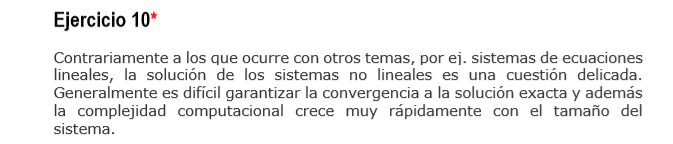 Ejercicio 10*
Contrariamente a los que ocurre con otros temas, por ej. sistemas de ecuaciones
lineales, la solución de los sistemas no lineales es una cuestión delicada.
Generalmente es difícil garantizar la convergencia a la solución exacta y además
la complejidad computacional crece muy rápidamente con el tamaño del
sistema.